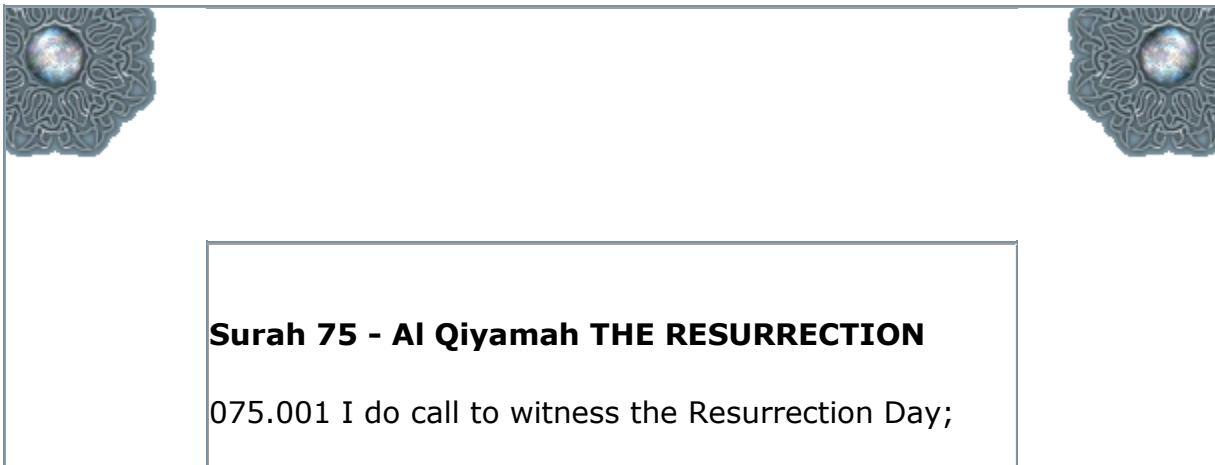 Surah 75 - Al Qiyamah THE RESURRECTION
075.001 I do call to witness the Resurrection Day;